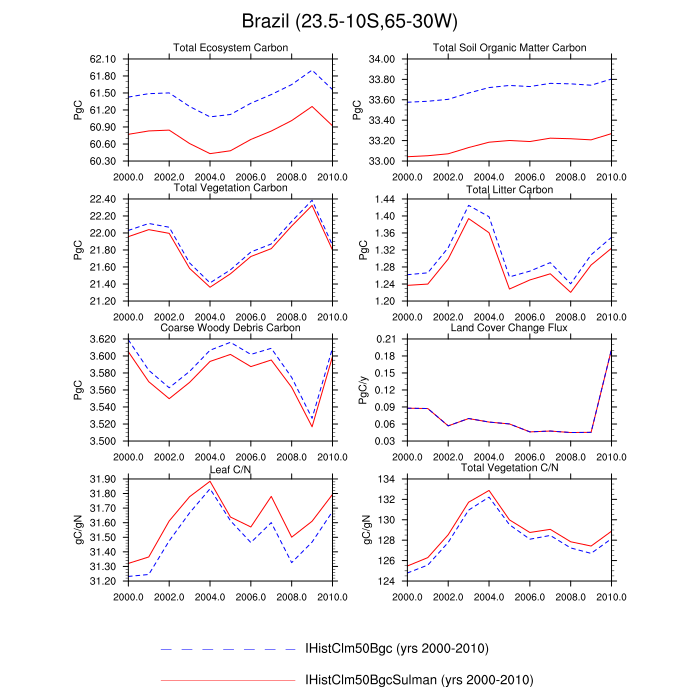 Brazil (23.5-10S,65-30W)
Total Ecosystem Carbon
PgC
62.10
61.80
61.50
61.20
60.90
60.60
60.30
2000.0 2002.0 2004.0 2006.0 2008.0 2010.0
Total Soil Organic Matter Carbon
PgC
34.00
33.80
33.60
33.40
33.20
33.00
2000.0 2002.0 2004.0 2006.0 2008.0 2010.0
Total Vegetation Carbon
PgC
22.40
22.20
22.00
21.80
21.60
21.40
21.20
2000.0 2002.0 2004.0 2006.0 2008.0 2010.0
Total Litter Carbon
PgC
1.44
1.40
1.36
1.32
1.28
1.24
1.20
2000.0 2002.0 2004.0 2006.0 2008.0 2010.0
Coarse Woody Debris Carbon
PgC
3.620
3.600
3.580
3.560
3.540
3.520
3.500
2000.0 2002.0 2004.0 2006.0 2008.0 2010.0
Land Cover Change Flux
PgC/y
0.21
0.18
0.15
0.12
0.09
0.06
0.03
2000.0 2002.0 2004.0 2006.0 2008.0 2010.0
Leaf C/N
gC/gN
31.90
31.80
31.70
31.60
31.50
31.40
31.30
31.20
2000.0 2002.0 2004.0 2006.0 2008.0 2010.0
Total Vegetation C/N
gC/gN
134
132
130
128
126
124
2000.0 2002.0 2004.0 2006.0 2008.0 2010.0
IHistClm50Bgc (yrs 2000-2010)
IHistClm50BgcSulman (yrs 2000-2010)